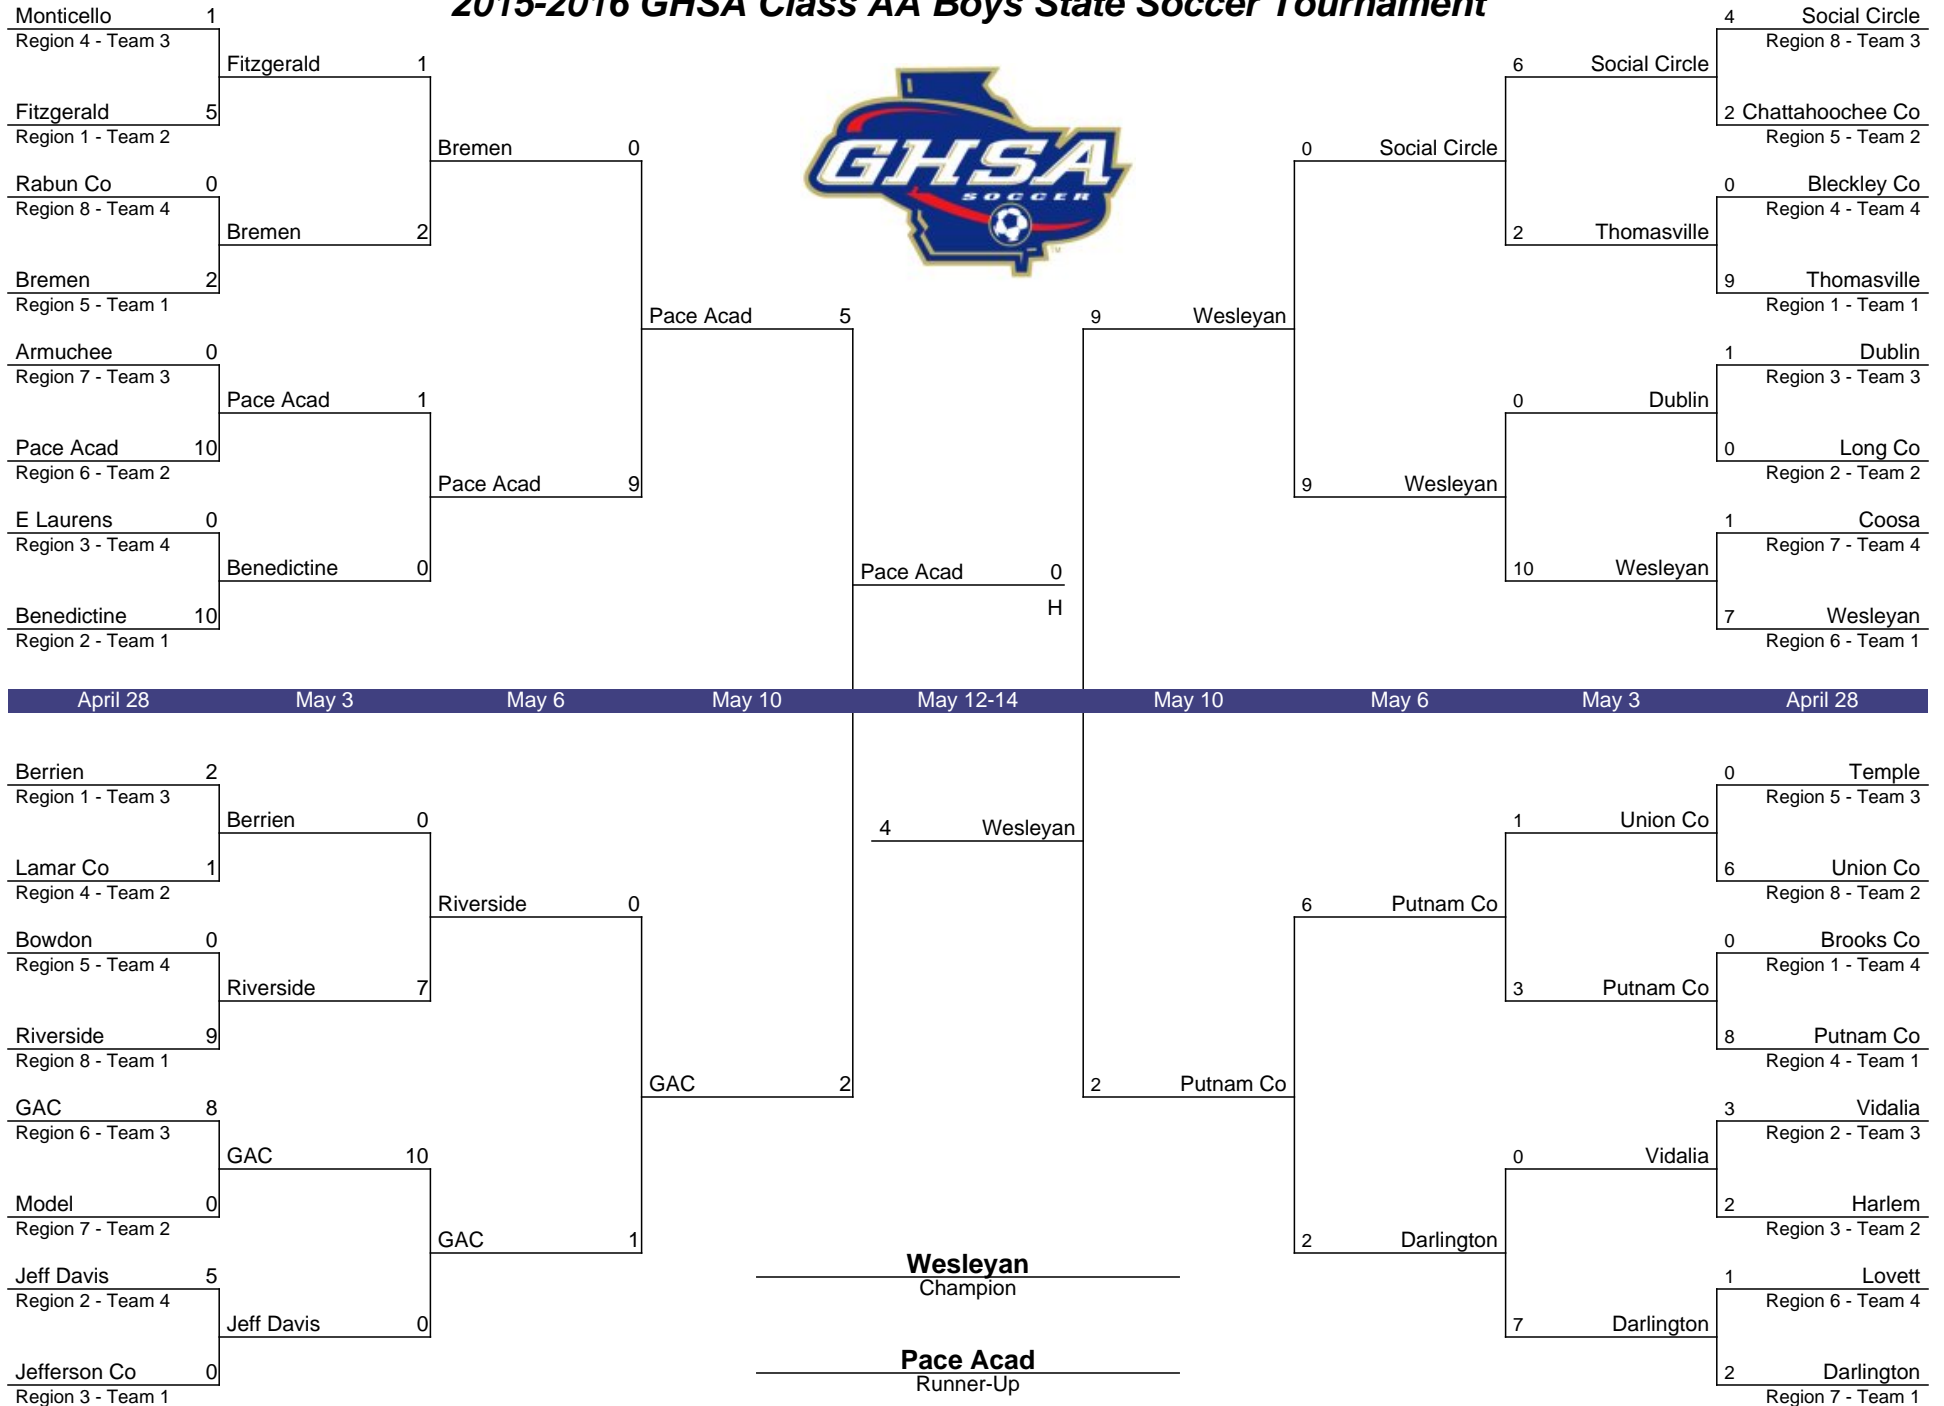 2015-2016 GHSA Class AA Boys State Soccer Tournament
Monticello 1
Region 4 - Team 3
Fitzgerald 1
Fitzgerald 5
Region 1 - Team 2
Bremen 0
Rabun Co 0
Region 8 - Team 4
Bremen 2
Bremen 2
Region 5 - Team 1
Pace Acad 5
Armuchee 0
Region 7 - Team 3
Pace Acad 1
Pace Acad 10
Region 6 - Team 2
Pace Acad 9
E Laurens 0
Region 3 - Team 4
Benedictine 0
Benedictine 10
Region 2 - Team 1
GHSA
SOCCER
TM
Pace Acad 0
H
4 Social Circle
Region 8 - Team 3
6 Social Circle
2 Chattahoochee Co
Region 5 - Team 2
0 Social Circle
0 Bleckley Co
Region 4 - Team 4
2 Thomasville
9 Thomasville
Region 1 - Team 1
9 Wesleyan
1 Dublin
Region 3 - Team 3
0 Dublin
0 Long Co
Region 2 - Team 2
9 Wesleyan
1 Coosa
Region 7 - Team 4
10 Wesleyan
7 Wesleyan
Region 6 - Team 1
April 28 May 3 May 6 May 10 May 12-14 May 10 May 6 May 3 April 28
Berrien 2
Region 1 - Team 3
Berrien 0
Lamar Co 1
Region 4 - Team 2
Riverside 0
Bowdon 0
Region 5 - Team 4
Riverside 7
Riverside 9
Region 8 - Team 1
GAC 2
GAC 8
Region 6 - Team 3
GAC 10
Model 0
Region 7 - Team 2
GAC 1
Jeff Davis 5
Region 2 - Team 4
Jeff Davis 0
Jefferson Co 0
Region 3 - Team 1
4 Wesleyan
Wesleyan
Champion
Pace Acad
Runner-Up
0 Temple
Region 5 - Team 3
1 Union Co
6 Union Co
Region 8 - Team 2
6 Putnam Co
0 Brooks Co
Region 1 - Team 4
3 Putnam Co
8 Putnam Co
Region 4 - Team 1
2 Putnam Co
3 Vidalia
Region 2 - Team 3
0 Vidalia
2 Harlem
Region 3 - Team 2
2 Darlington
1 Lovett
Region 6 - Team 4
7 Darlington
2 Darlington
Region 7 - Team 1